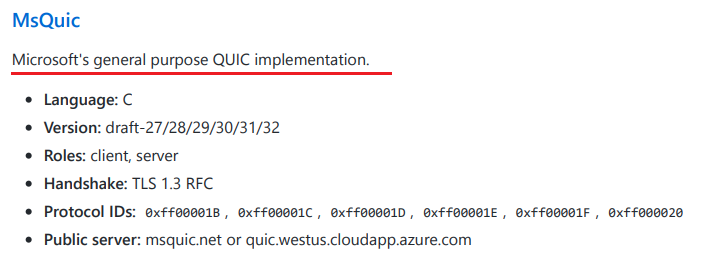 MsQuic
Microsoft's general purpose QUIC implementation.
• Language: C
• Version: draft-27/28/29/30/31/32
• Roles: client, server
• Handshake: TLS 1.3 RFC
• Protocol IDs: 0xff00001B , 0xff00001C , 0xff00001D , 0xff00001E , 0xff00001F , 0xff000020
• Public server: msquic.net or quic.westus.cloudapp.azure.com